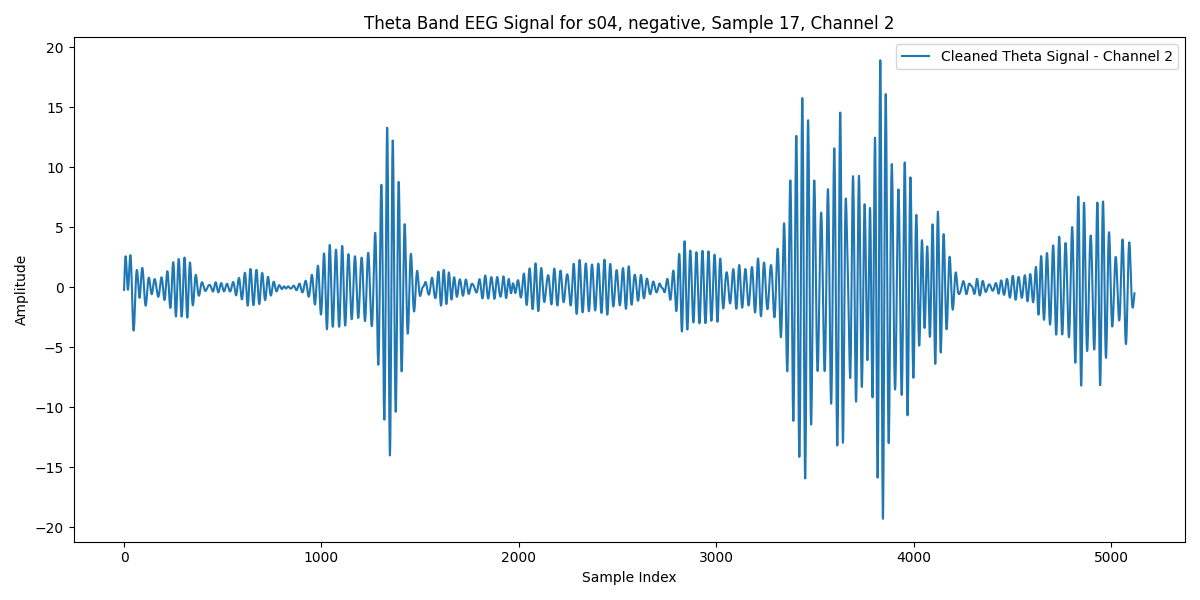 Theta Band EEG Signal for s04, negative, Sample 17, Channel 2
Cleaned Theta Signal - Channel 2
20
15
10
5
0
−5
−10
−15
−20
Amplitude
0 1000 2000 3000 4000 5000
Sample Index